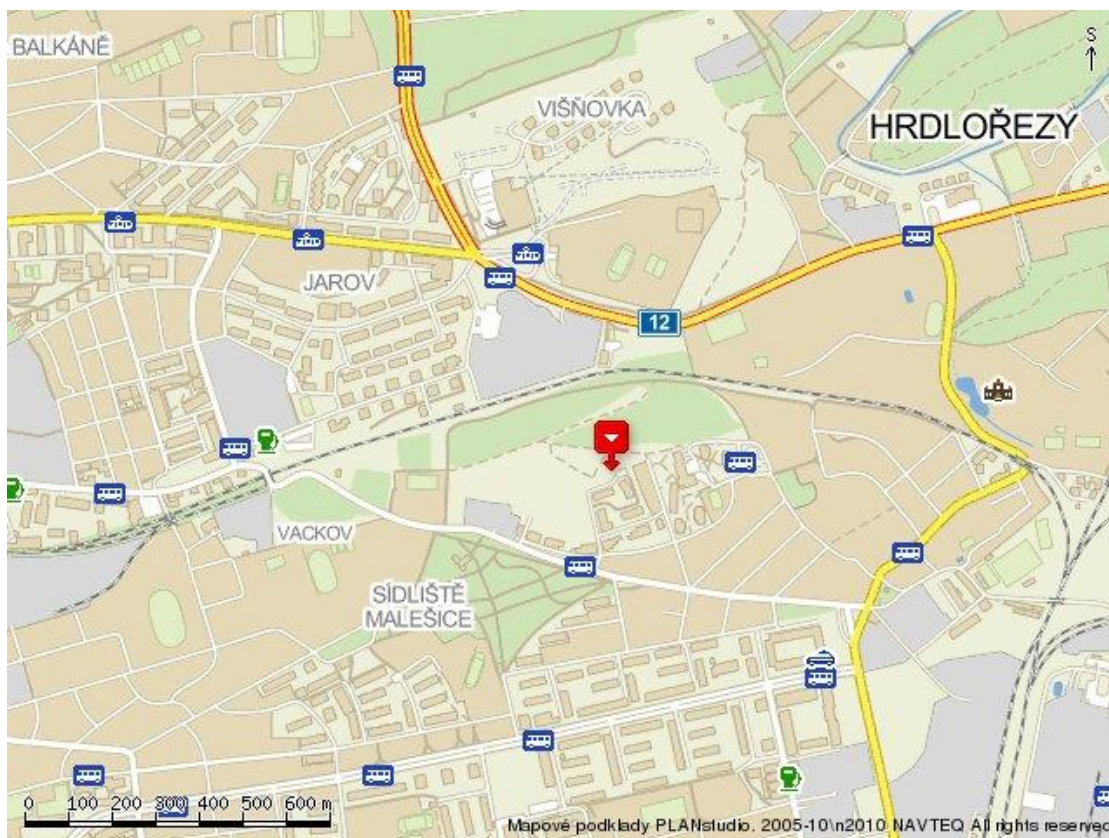 BALKÁNĚ
S
VIŠŇOVKA
HRDLOŘEZY
JAROV
12
VACKOV
SÍDLIŠTĚ
MALEŠICE
0 100 200 300 400 500 600 m
Mapové podklady PLANstudio. 2005-10\n2010 NAVTEQ All rights reserved